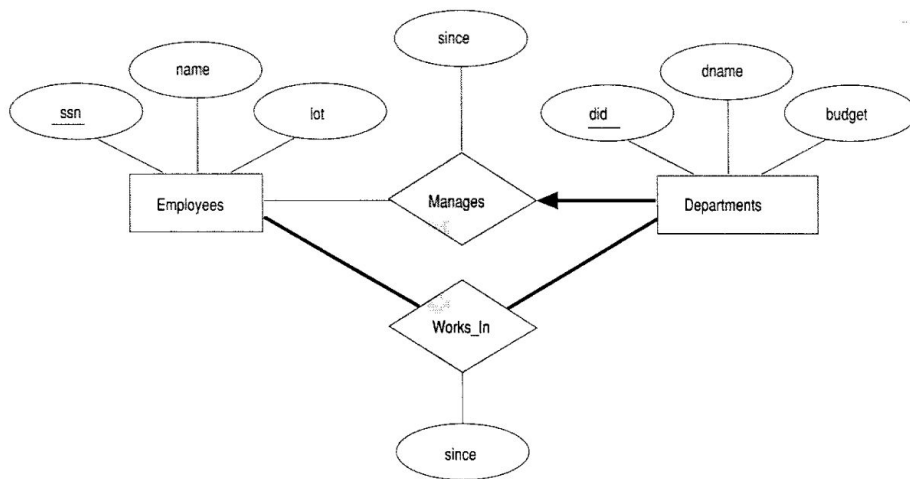 since
name
dname
ssn
lot
did
budget
Employees
Manages
Departments
Works_In
since